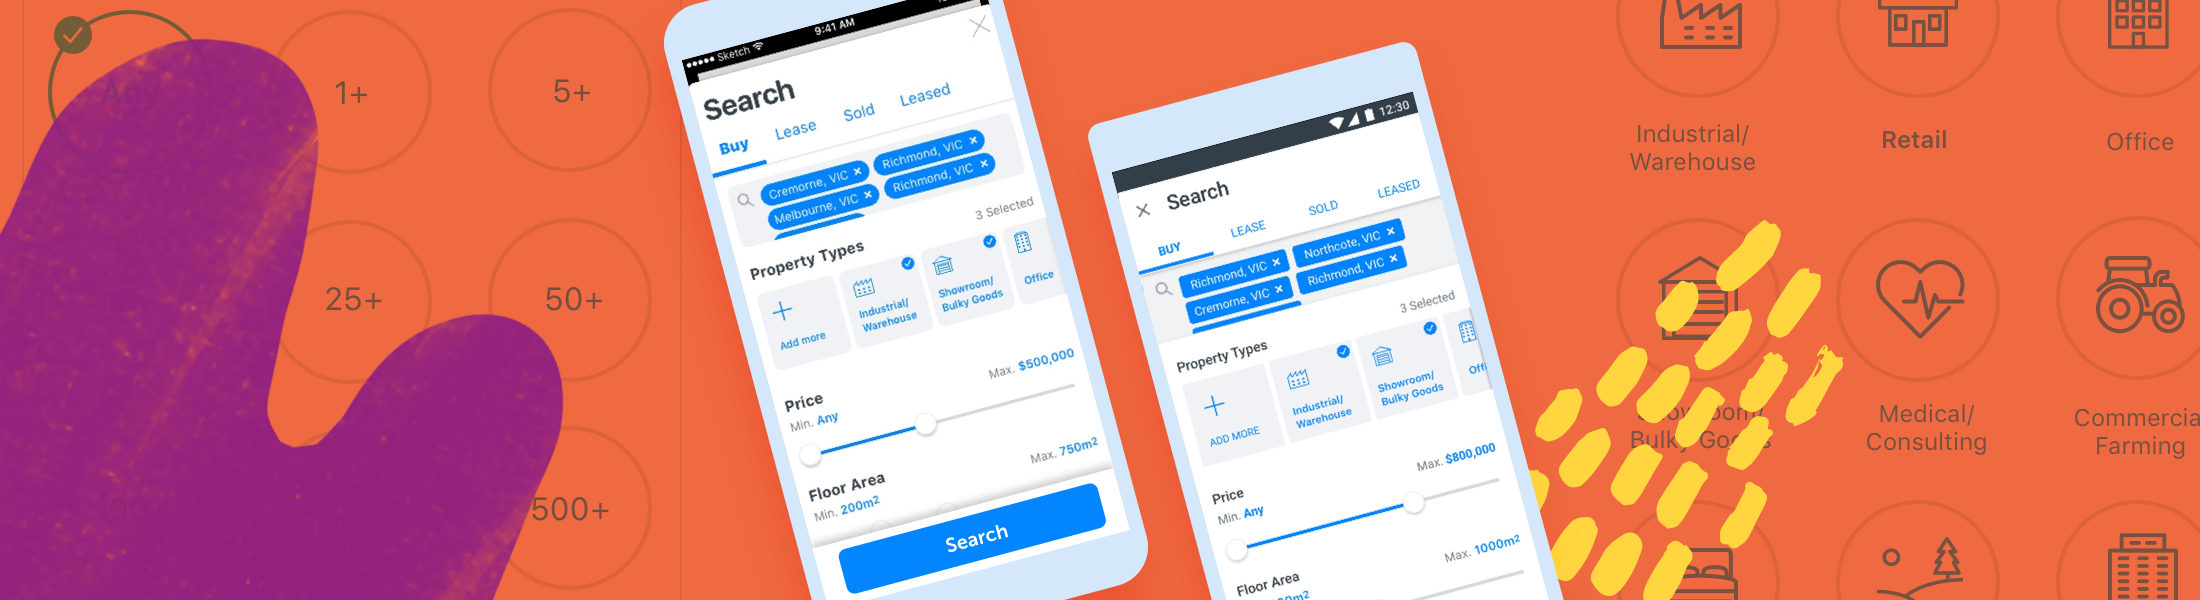 Any
1+
5+
25+
50+
500+
Sketch
9:41 AM
Search
Buy
Lease
Sold
Leased
Cremorne, VIC
Richmond, VIC
Melbourne, VIC
Richmond, VIC
3 Selected
Property Types
Add more
Industrial/
Warehouse
Showroom/
Bulky Goods
Office
Max. $500,000
Price
Min. Any
Max. 750m²
Floor Area
Min. 200m²
Search
12:30
Search
BUY
LEASE
SOLD
LEASED
Richmond, VIC
Northcote, VIC
Cremorne, VIC
Richmond, VIC
3 Selected
Property Types
ADD MORE
Industrial/
Warehouse
Showroom/
Bulky Goods
Offi
Max. $800,000
Price
Min. Any
Max. 1000m²
Floor Area
Industrial/
Warehouse
Retail
Office
Showroom/
Bulky Goods
Medical/
Consulting
Commercia
Farming